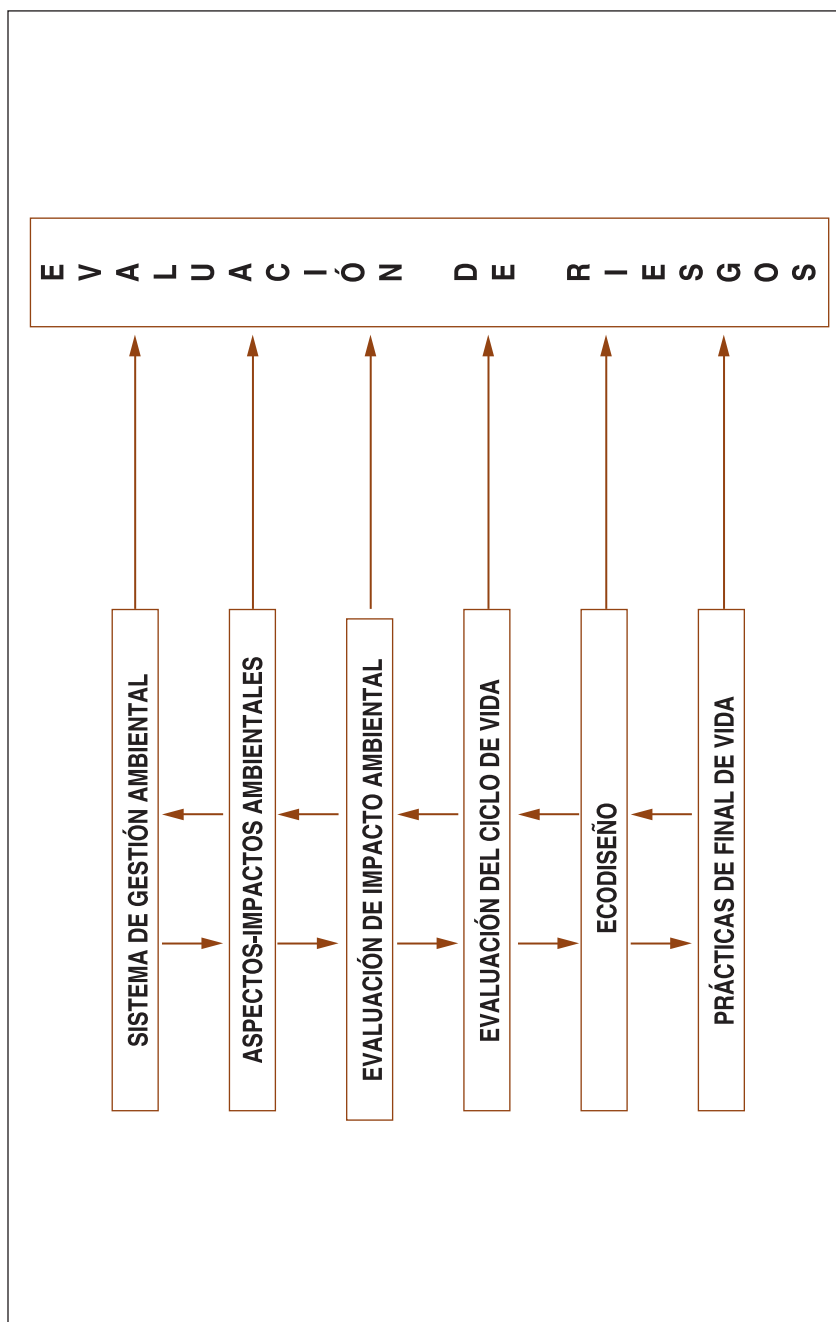 SISTEMA DE GESTIÓN AMBIENTAL
ASPECTOS-IMPACTOS AMBIENTALES
EVALUACIÓN DE IMPACTO AMBIENTAL
EVALUACIÓN DEL CICLO DE VIDA
ECODISEÑO
PRÁCTICAS DE FINAL DE VIDA
EVALUACIÓN DE RIESGOS